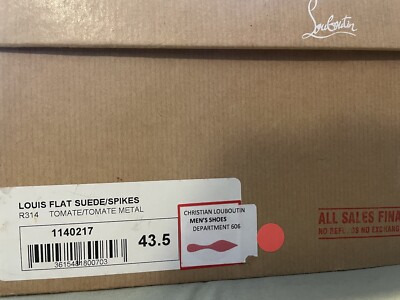 Louboutin
LOUIS FLAT SUEDE/SPIKES
R314 TOMATE/TOMATE METAL
1140217
3615481800703
43.5
CHRISTIAN LOUBOUTIN
MEN'S SHOES
DEPARTMENT 606
ALL SALES FINA
NO REFUNDS NO EXCHANG